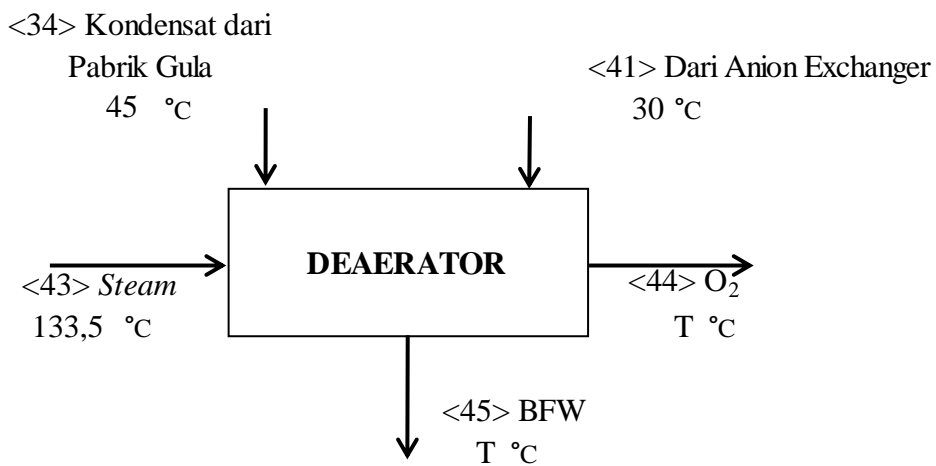 <34> Kondensat dari
Pabrik Gula
45 °C
<41> Dari Anion Exchanger
30 °C
DEAERATOR
<43> Steam
133,5 °C
<44> O₂
T °C
<45> BFW
T °C